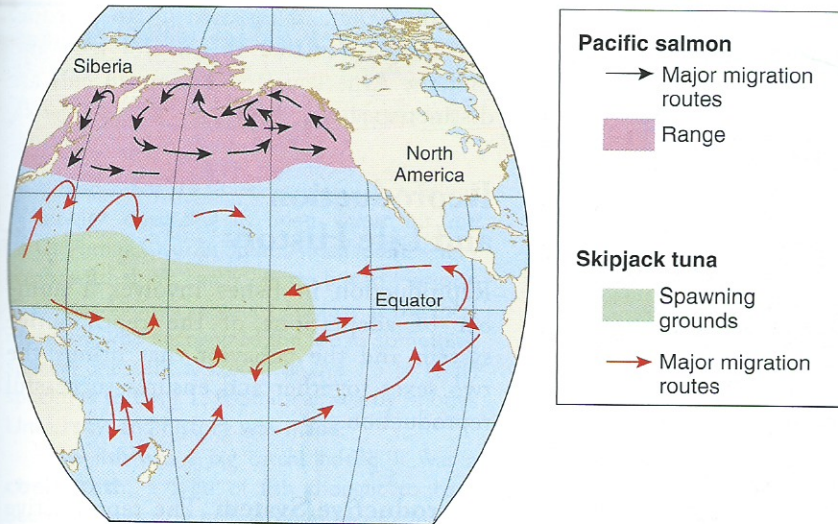 Siberia
North
America
Equator
Pacific salmon
Major migration
routes
Range
Skipjack tuna
Spawning
grounds
Major migration
routes